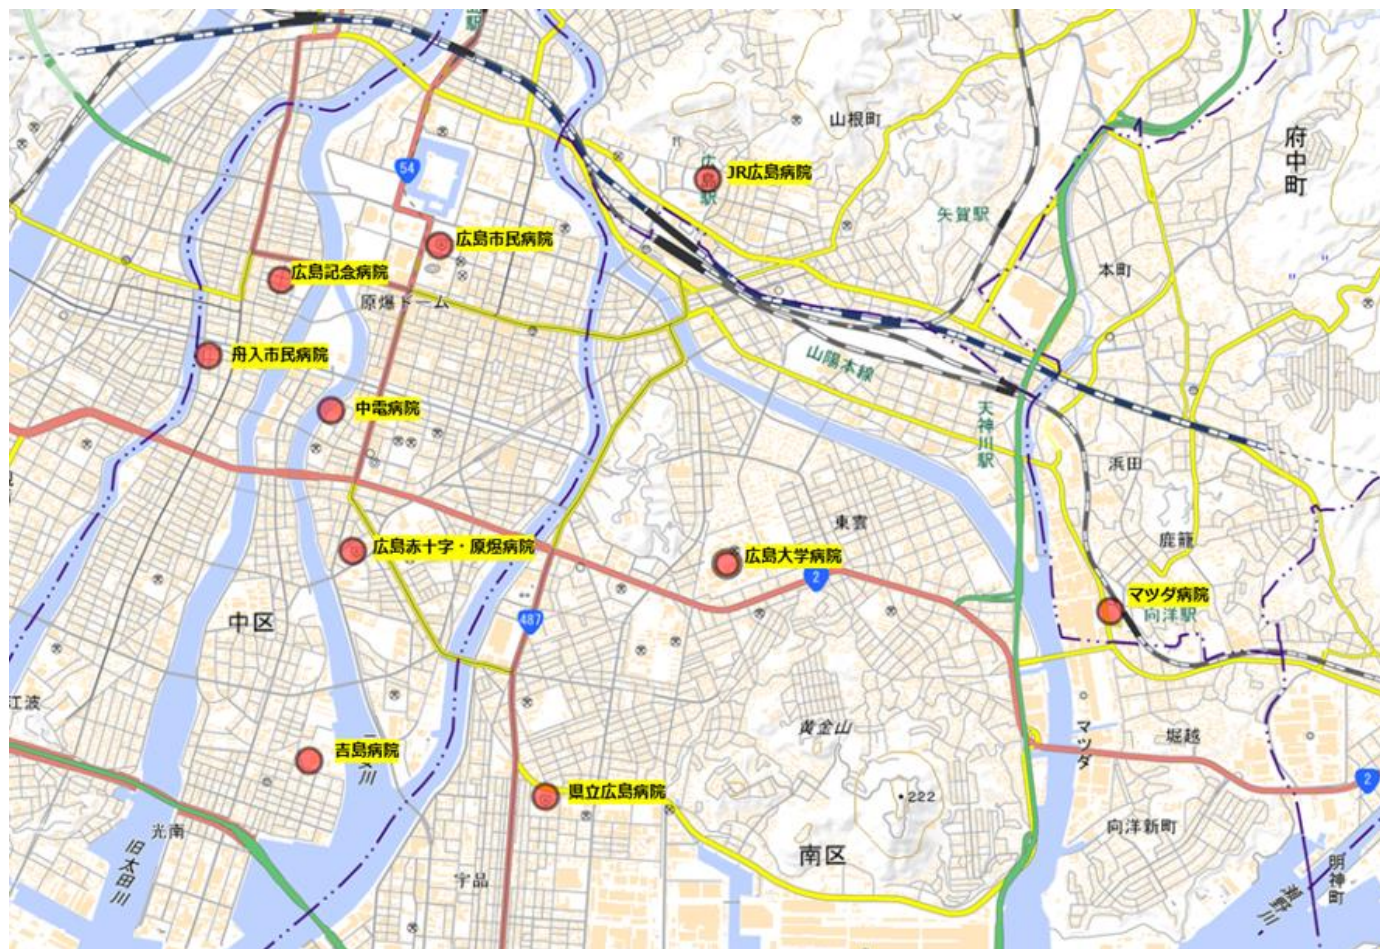 54
山根町
府中町
JR広島病院
広島駅
矢賀駅
広島市民病院
広島記念病院
本町
原爆ドーム
舟入市民病院
山陽本線
中電病院
天神川駅
浜田
東雲
鹿籠
広島赤十字・原爆病院
広島大学病院
2
マツダ病院
向洋駅
中区
487
江波
黄金山
マツダ
堀越
吉島病院
県立広島病院
222
2
光南
旧太田川
向洋新町
南区
宇品
明神町
瀬野川